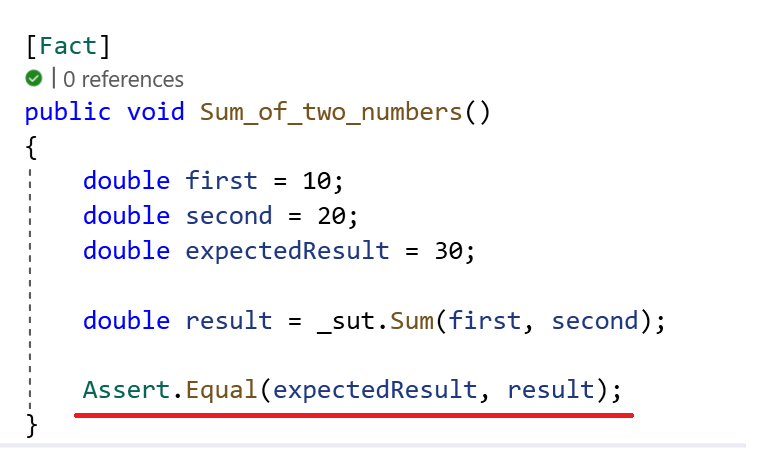 [Fact]
| 0 references
public void Sum_of_two_numbers()
{
double first = 10;
double second = 20;
double expectedResult = 30;
double result = _sut.Sum(first, second);
Assert.Equal(expectedResult, result);
}